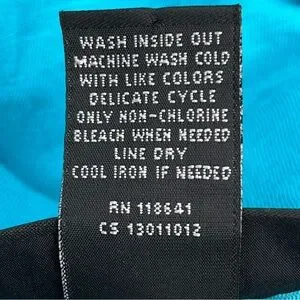 WASH INSIDE OUT
MACHINE WASH COLD
WITH LIKE COLORS
DELICATE CYCLE
ONLY NON-CHLORINE
BLEACH WHEN NEEDED
LINE DRY
COOL IRON IF NEEDED
RN 118641
CS 13011012